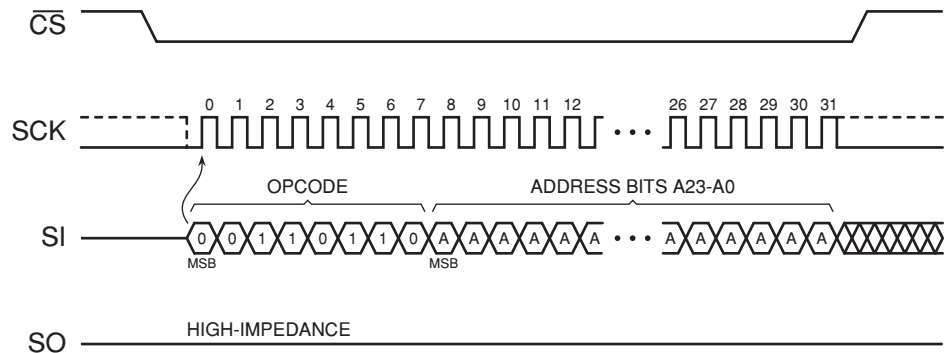 CS
SCK
0 1 2 3 4 5 6 7 8 9 10 11 12 26 27 28 29 30 31
OPCODE ADDRESS BITS A23-A0
SI 0 0 1 1 0 1 1 0 A A A A A A A A A A A A
MSB MSB
HIGH-IMPEDANCE
SO